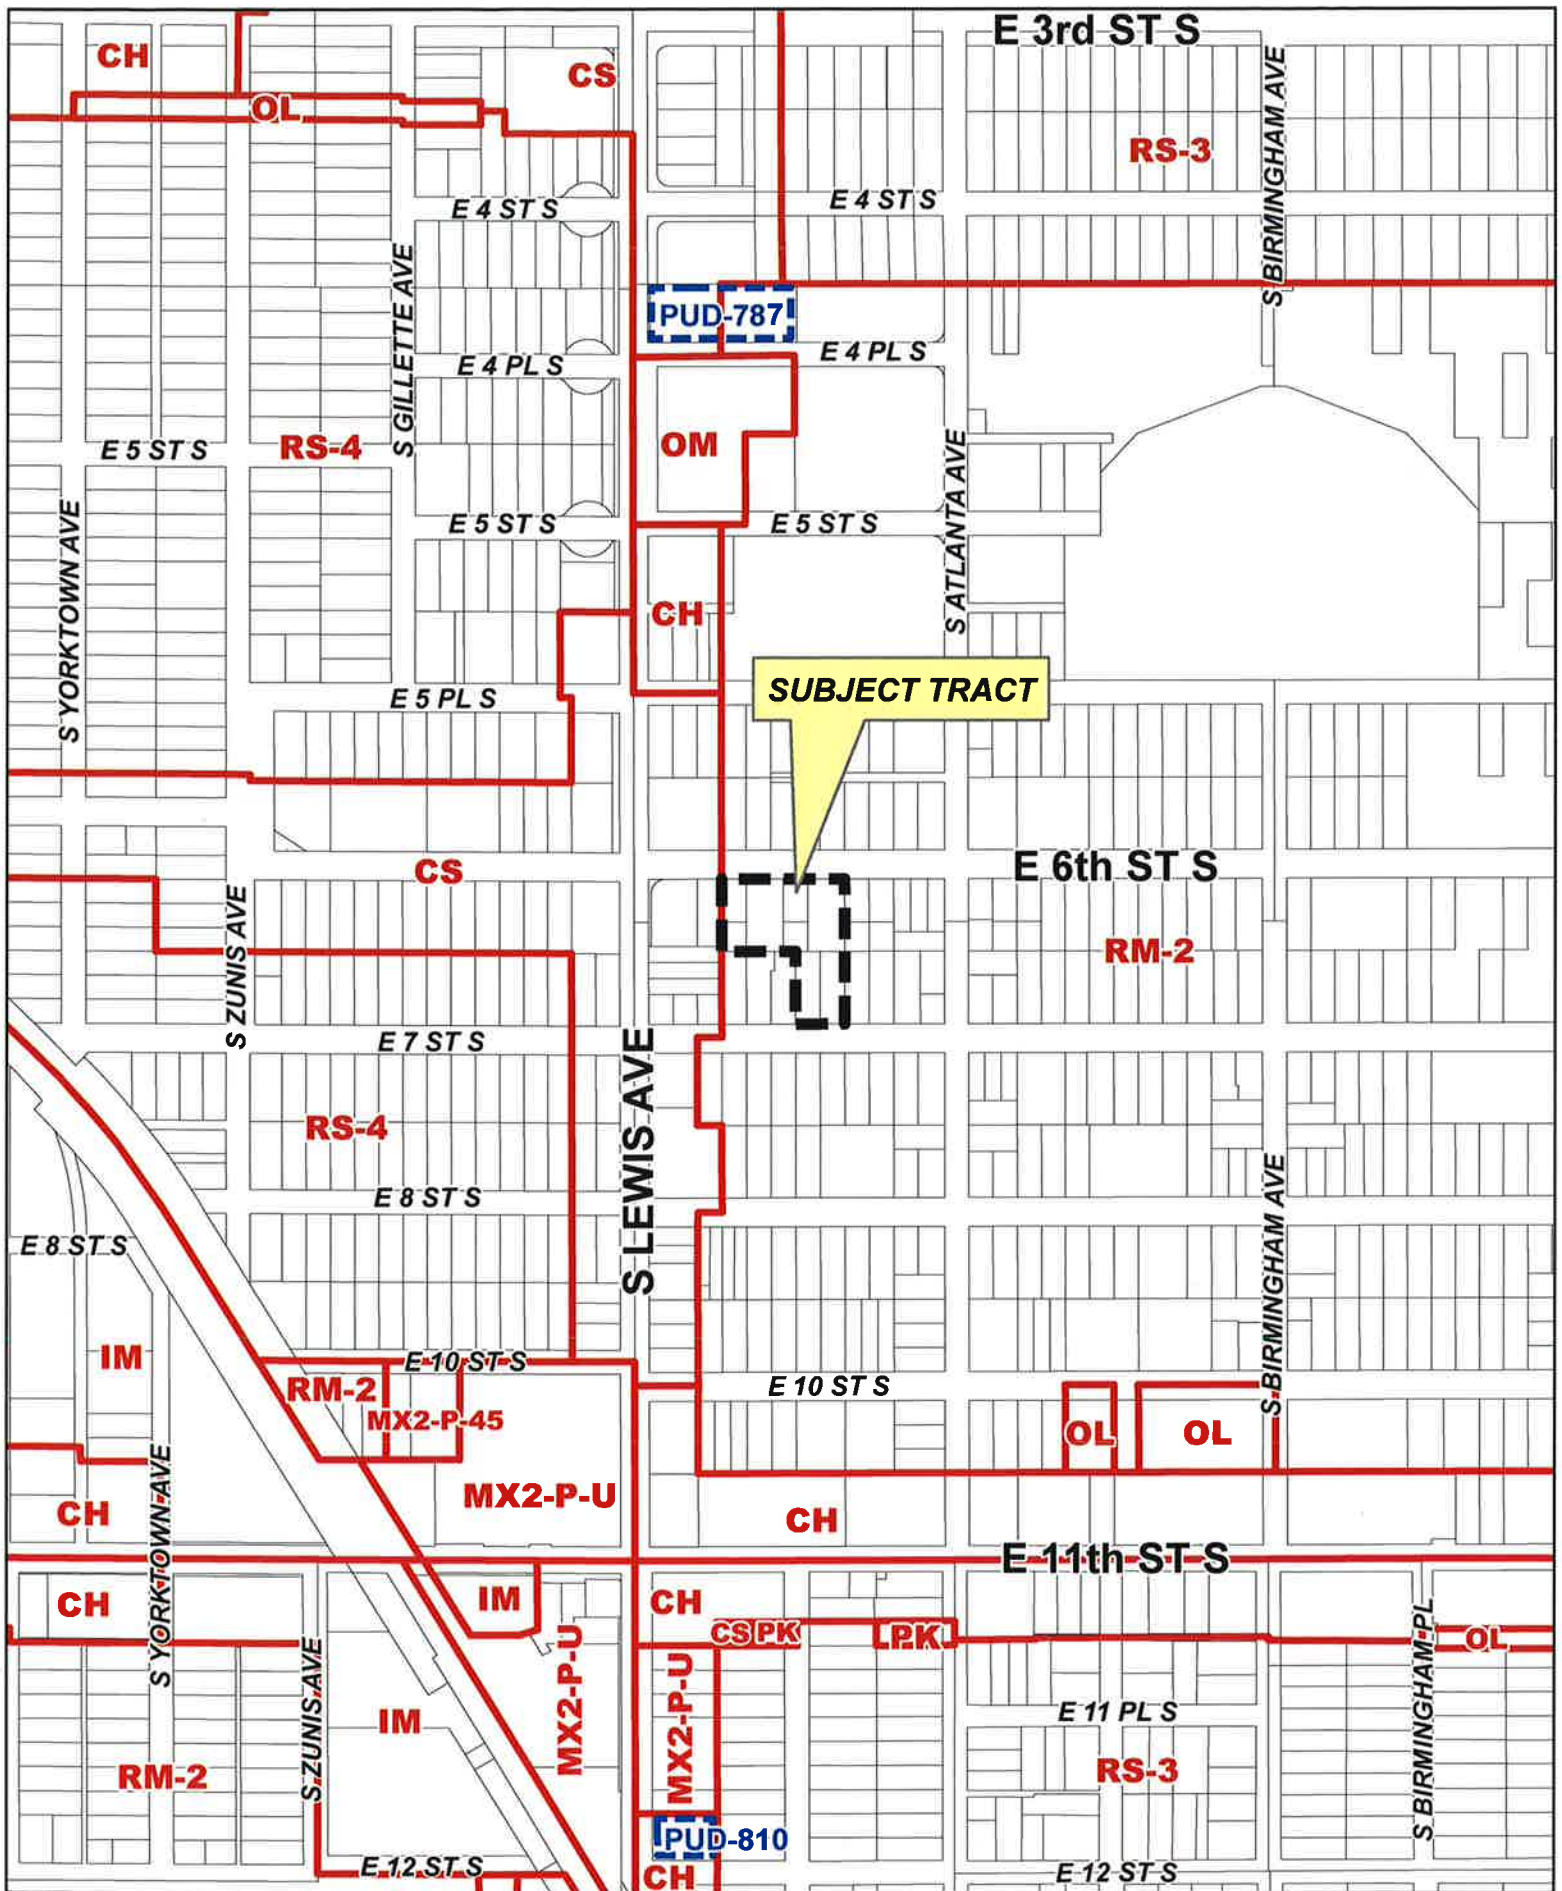 E 3rd ST S
CH
CS
OL
RS-3
S BIRMINGHAM AVE
E 4 ST S
E 4 ST S
S GILLETTE AVE
PUD-787
E 4 PL S
E 4 PL S
E 5 ST S
RS-4
OM
S ATLANTA AVE
E 5 ST S
E 5 ST S
S YORKTOWN AVE
CH
SUBJECT TRACT
E 5 PL S
E 6th ST S
CS
S ZUNIS AVE
RM-2
E 7 ST S
S LEWIS AVE
RS-4
E 8 ST S
E 8 ST S
S BIRMINGHAM AVE
IM
E 10 ST S
RM-2
MX2-P-45
E 10 ST S
OL
OL
MX2-P-U
CH
CH
S YORKTOWN AVE
E 11th ST S
CH
IM
CH
CS
PK
PK
OL
S ZUNIS AVE
MX2-P-U
MX2-P-U
S BIRMINGHAM PL
IM
E 11 PL S
RM-2
RS-3
PUD-810
E 12 ST S
CH
E 12 ST S